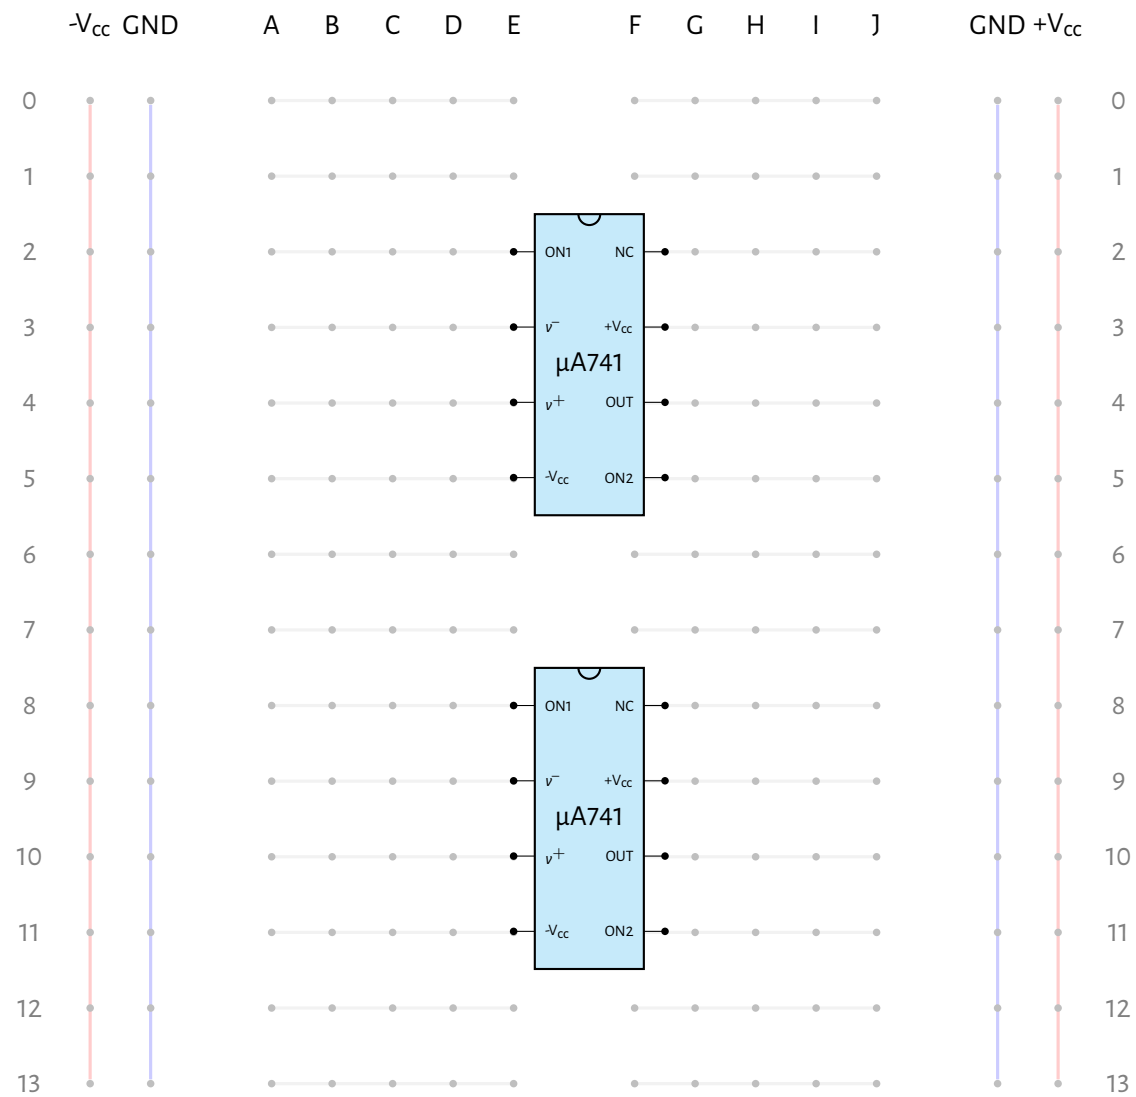 -Vcc GND A B C D E F G H I J GND +Vcc
0 0
1 1
2 ON1 NC 2
3 v− +Vcc 3
µA741
4 v+ OUT 4
5 -Vcc ON2 5
6 6
7 7
8 ON1 NC 8
9 v− +Vcc 9
µA741
10 v+ OUT 10
11 -Vcc ON2 11
12 12
13 13